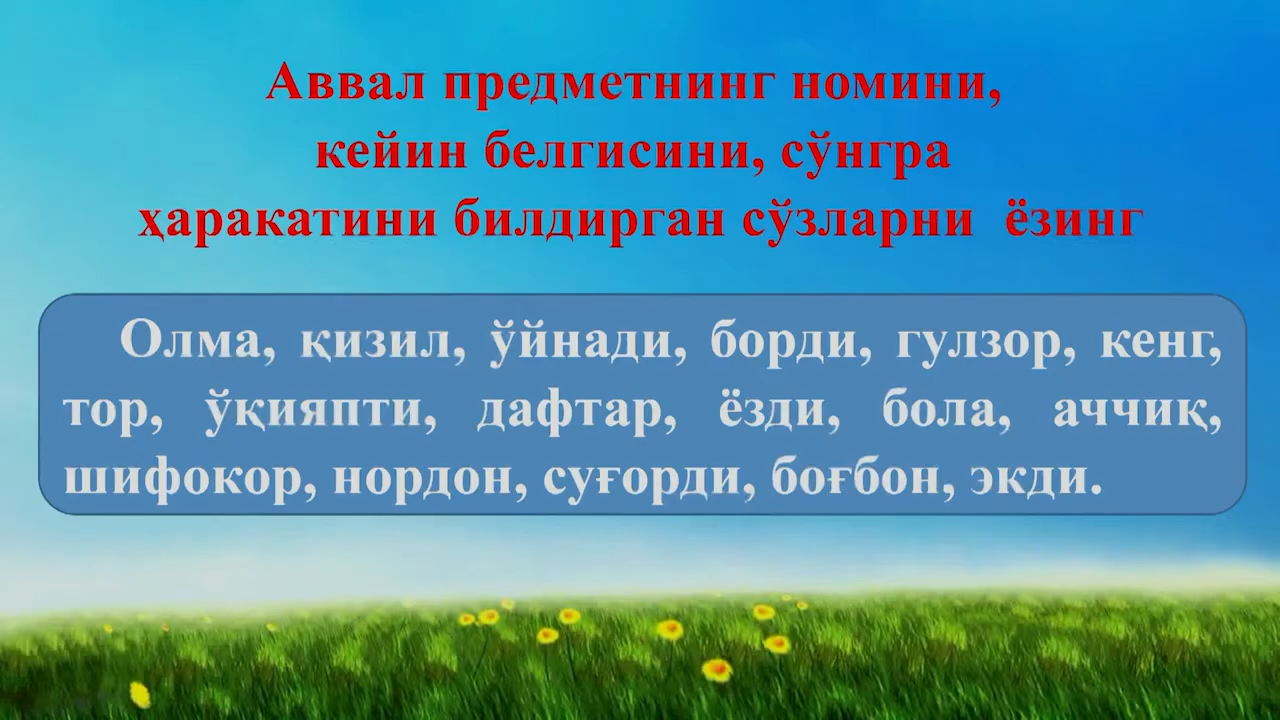 Аввал предметнинг номини,
кейин белгисини, сўнгра
ҳаракатини билдирган сўзларни ёзинг
Олма, қизил, ўйнади, борди, гулзор, кенг,
тор, ўқияпти, дафтар, ёзди, бола, аччиқ,
шифокор, нордон, суғорди, боғбон, экди.